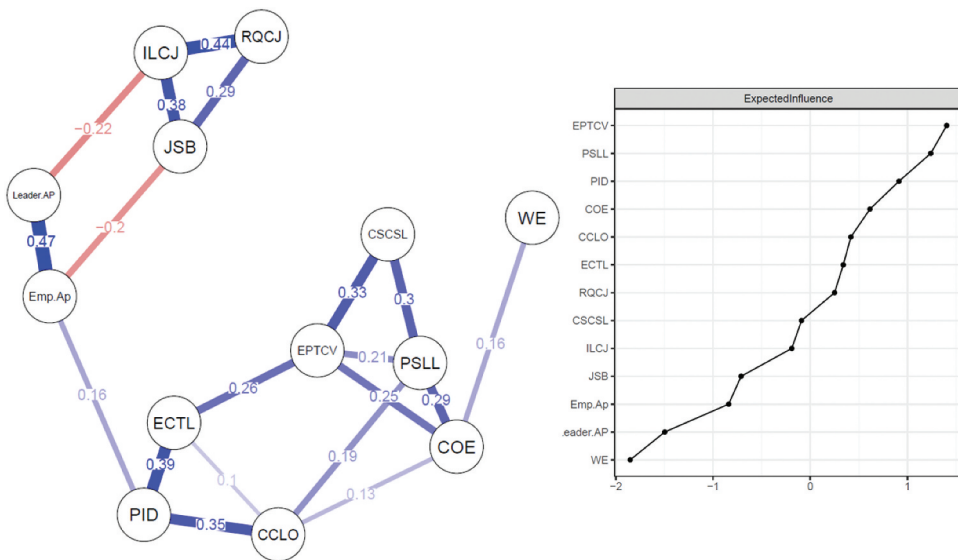 RQCJ
ILCJ
0.44
0.38
0.29
JSB
−0.22
Leader.AP
−0.2
0.47
Emp.Ap
WE
CSCSL
0.33
0.3
EPTCV
0.21
PSLL
0.16
0.16
0.26
0.25
0.29
ECTL
COE
0.39
0.19
0.1
0.13
PID
0.35
CCLO
ExpectedInfluence
EPTCV
PSLL
PID
COE
CCLO
ECTL
RQCJ
CSCSL
ILCJ
JSB
Emp.Ap
eader.AP
WE
−2 −1 0 1